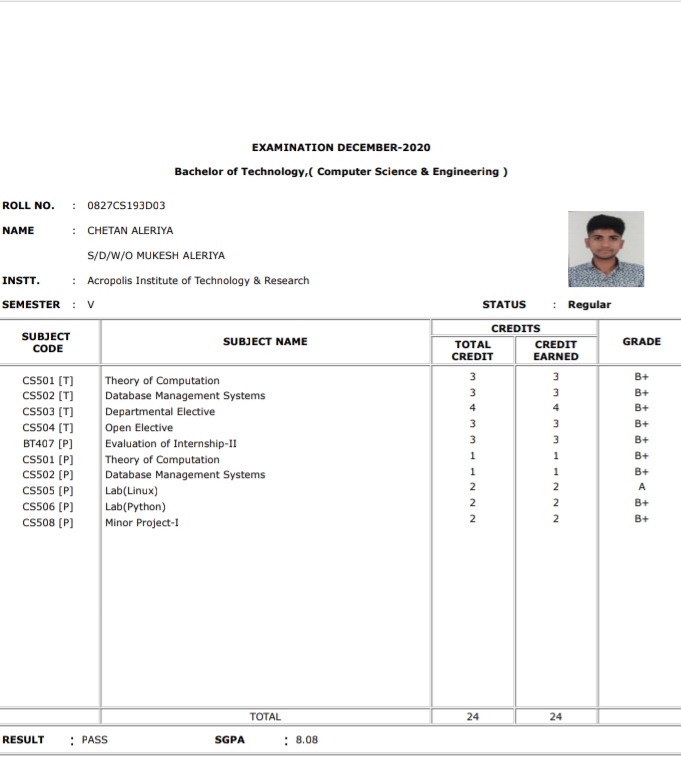 EXAMINATION DECEMBER-2020
Bachelor of Technology,( Computer Science & Engineering )
ROLL NO. : 0827CS193D03
NAME : CHETAN ALERIYA
S/D/W/O MUKESH ALERIYA
INSTT. : Acropolis Institute of Technology & Research
SEMESTER : V STATUS : Regular
SUBJECT CODE SUBJECT NAME CREDITS GRADE
TOTAL CREDIT CREDIT EARNED
CS501 [T] Theory of Computation 3 3 B+
CS502 [T] Database Management Systems 3 3 B+
CS503 [T] Departmental Elective 4 4 B+
CS504 [T] Open Elective 3 3 B+
BT407 [P] Evaluation of Internship-II 3 3 B+
CS501 [P] Theory of Computation 1 1 B+
CS502 [P] Database Management Systems 1 1 B+
CS505 [P] Lab(Linux) 2 2 A
CS506 [P] Lab(Python) 2 2 B+
CS508 [P] Minor Project-I 2 2 B+
TOTAL 24 24
RESULT : PASS SGPA : 8.08